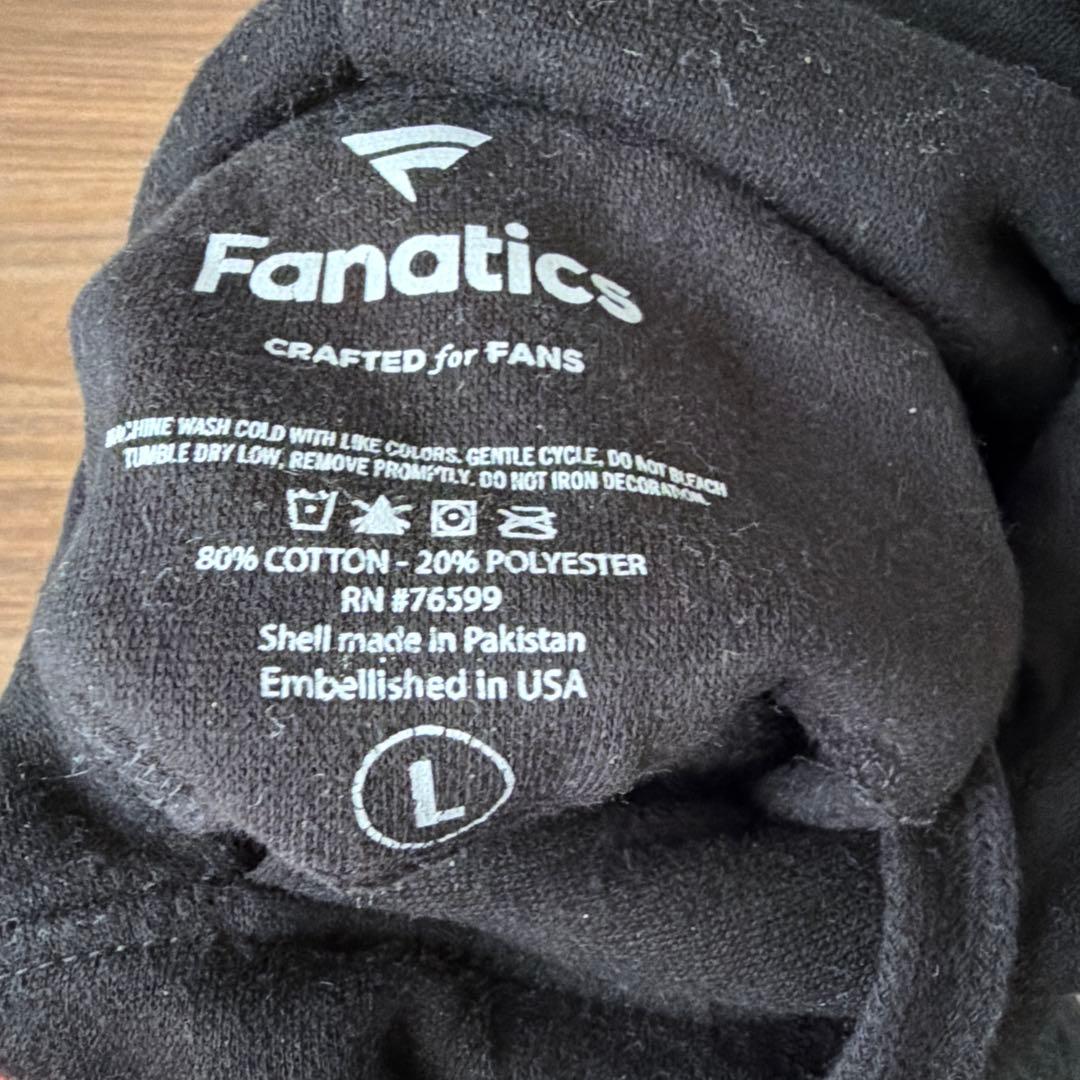 Fanatics
CRAFTED for FANS
MACHINE WASH COLD WITH LIKE COLORS. GENTLE CYCLE, DO NOT BLEACH
TUMBLE DRY LOW, REMOVE PROMPTLY. DO NOT IRON DECORATION.
80% COTTON - 20% POLYESTER
RN #76599
Shell made in Pakistan
Embellished in USA
L